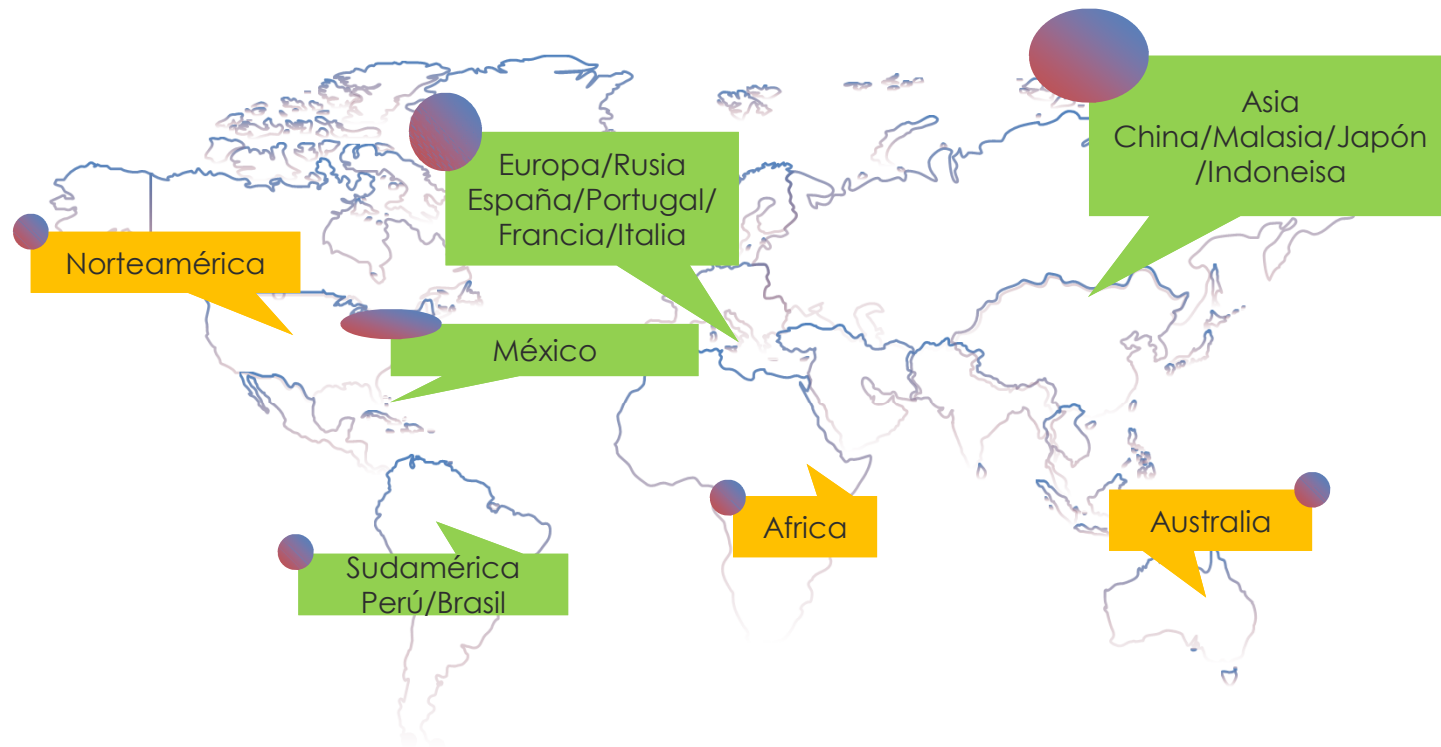 Asia
China/Malasia/Japón
/Indoneisa
Europa/Rusia
España/Portugal/
Francia/Italia
Norteamérica
México
Africa
Australia
Sudamérica
Perú/Brasil